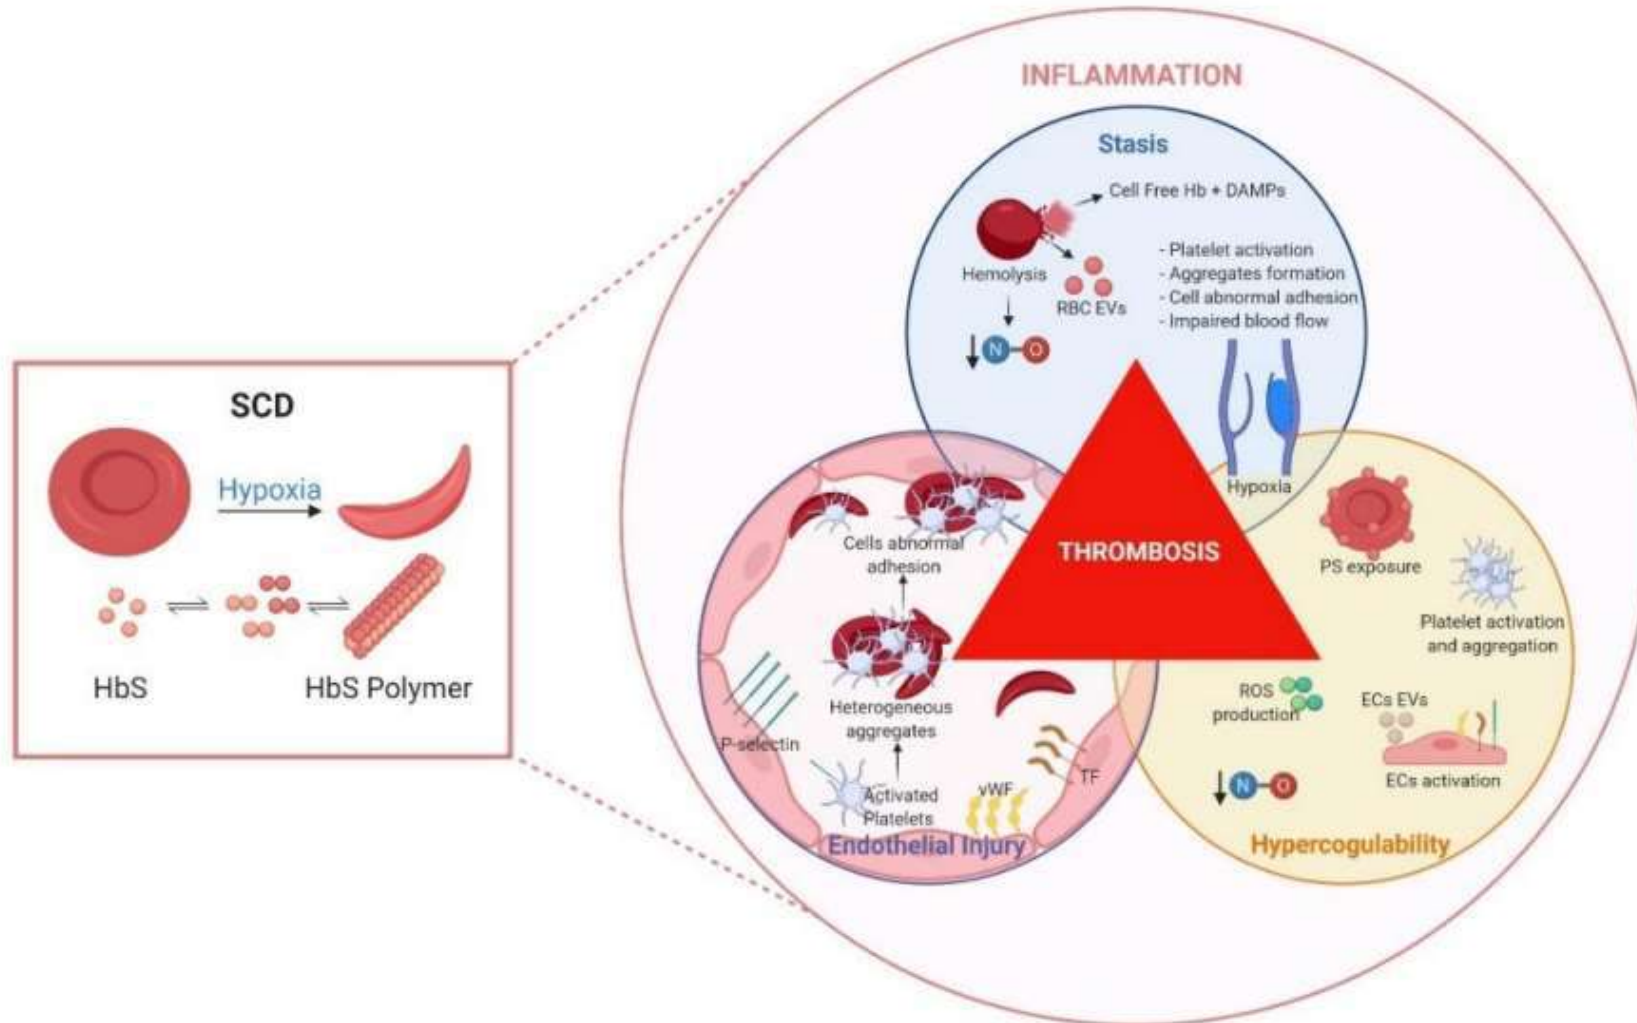 INFLAMMATION
Stasis
Cell Free Hb + DAMPs
Hemolysis
RBC EVs
- Platelet activation
- Aggregates formation
- Cell abnormal adhesion
- Impaired blood flow
N O
Hypoxia
SCD
Hypoxia
HbS
HbS Polymer
THROMBOSIS
Cells abnormal
adhesion
Heterogeneous
aggregates
P-selectin
Activated
Platelets
vWF
TF
Endothelial Injury
PS exposure
Platelet activation
and aggregation
ROS
production
ECs EVs
ECs activation
N O
Hypercogulability